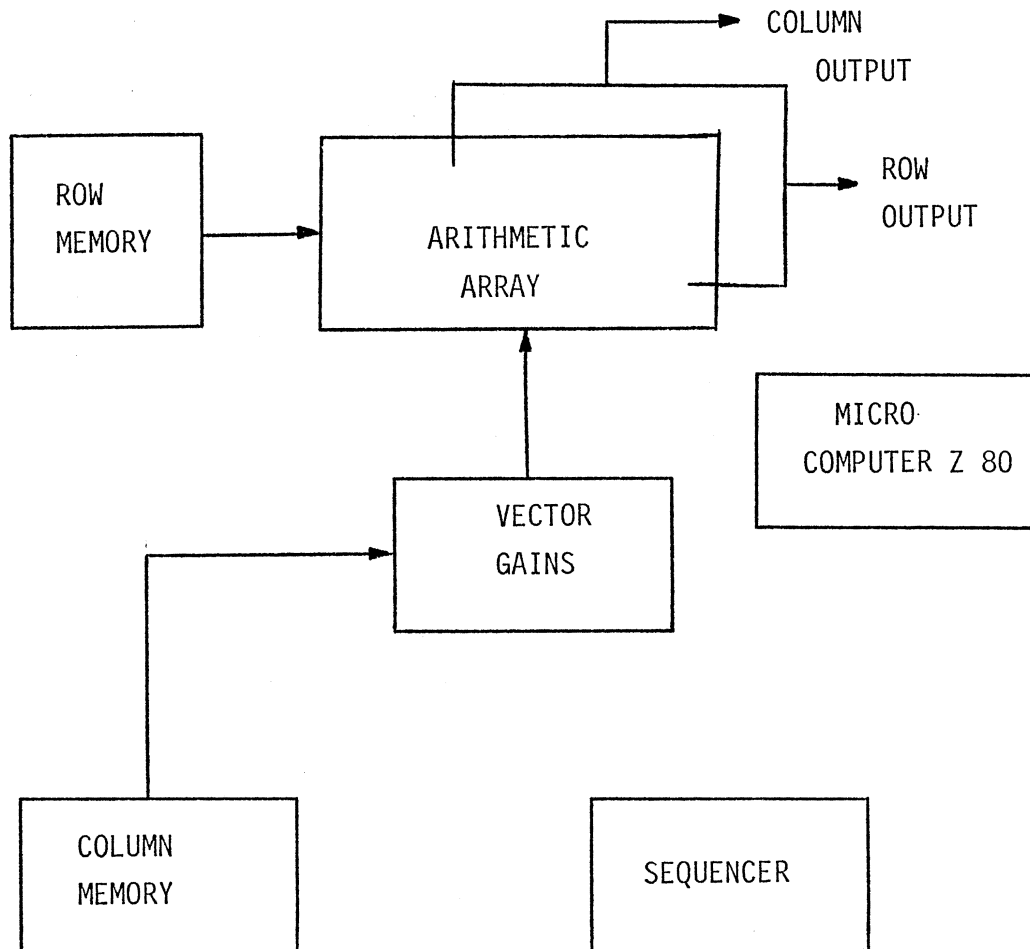 COLUMN
OUTPUT
ROW
MEMORY
ARITHMETIC
ARRAY
ROW
OUTPUT
MICRO
COMPUTER Z 80
VECTOR
GAINS
COLUMN
MEMORY
SEQUENCER